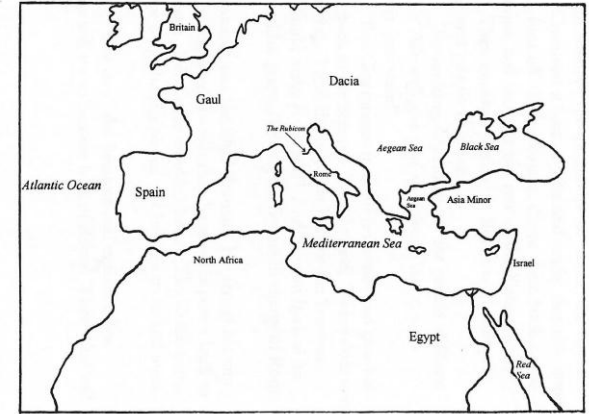 Britain
Dacia
Gaul
The Rubicon
Aegean Sea
Black Sea
Rome
Atlantic Ocean
Spain
Aegean
Sea
Asia Minor
Mediterranean Sea
North Africa
Israel
Egypt
Red
Sea